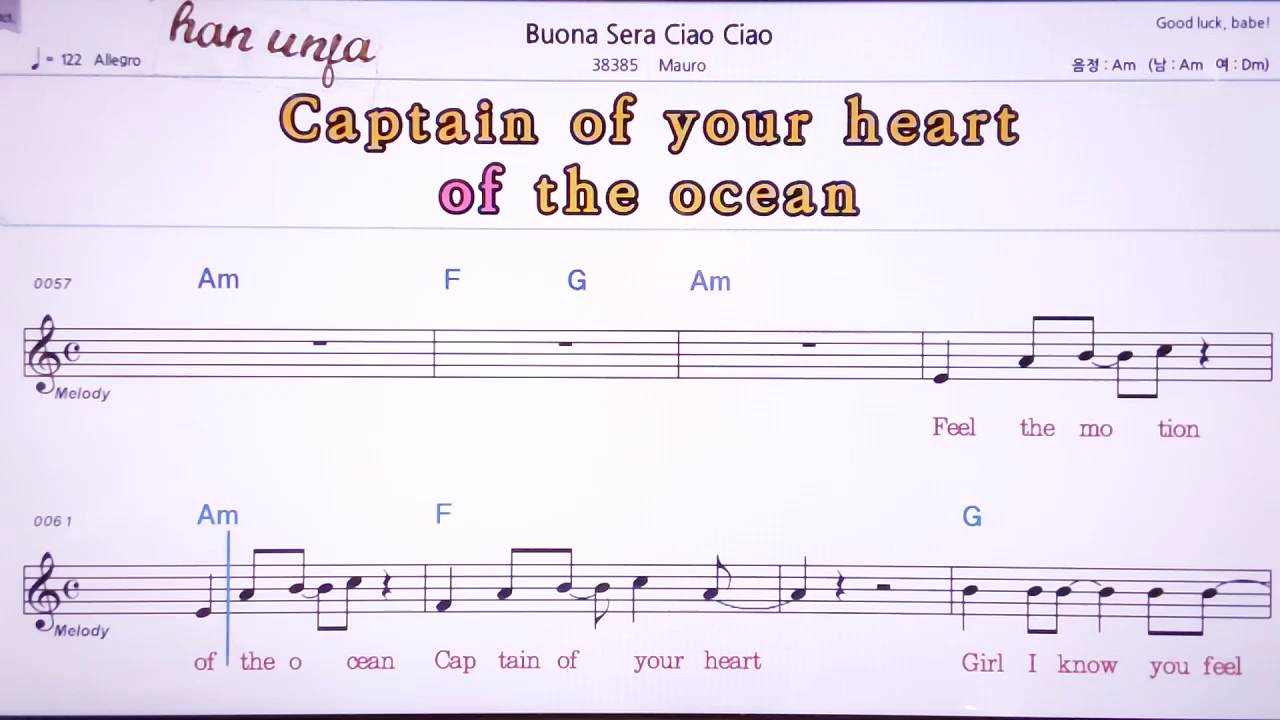 han unfa
Buona Sera Ciao Ciao
Good luck, babe!
♩ = 122 Allegro
38385 Mauro
음정 : Am (남 : Am 여 : Dm)
Captain of your heart
of the ocean
0057 Am F G Am
Melody
Feel the mo tion
0061 Am F G
Melody
of the o cean Cap tain of your heart Girl I know you feel